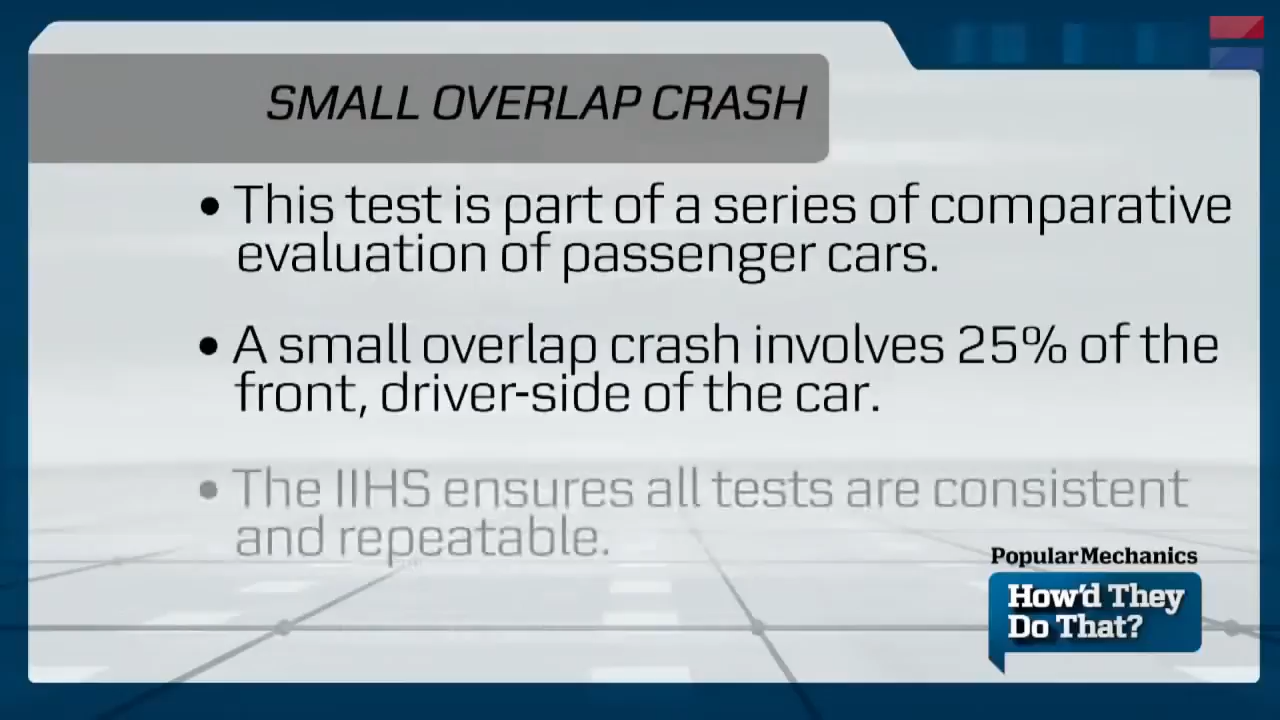 SMALL OVERLAP CRASH
• This test is part of a series of comparative
evaluation of passenger cars.
• A small overlap crash involves 25% of the
front, driver-side of the car.
• The IIHS ensures all tests are consistent
and repeatable.
Popular Mechanics
How'd They
Do That?